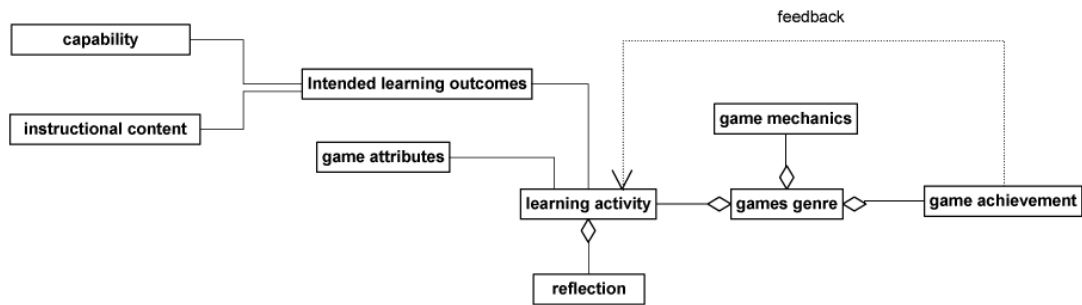 feedback
capability
Intended learning outcomes
instructional content
game mechanics
game attributes
learning activity
games genre
game achievement
reflection